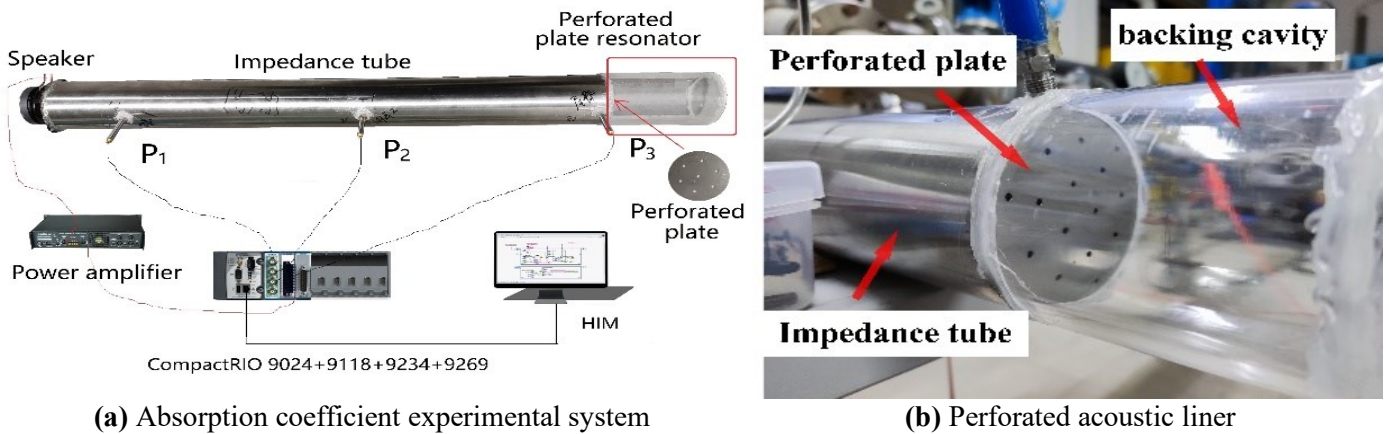 Speaker
Impedance tube
Perforated
plate resonator
P1
P2
P3
Perforated
plate
Power amplifier
HIM
CompactRIO 9024+9118+9234+9269
(a) Absorption coefficient experimental system
Perforated plate
backing cavity
Impedance tube
(b) Perforated acoustic liner